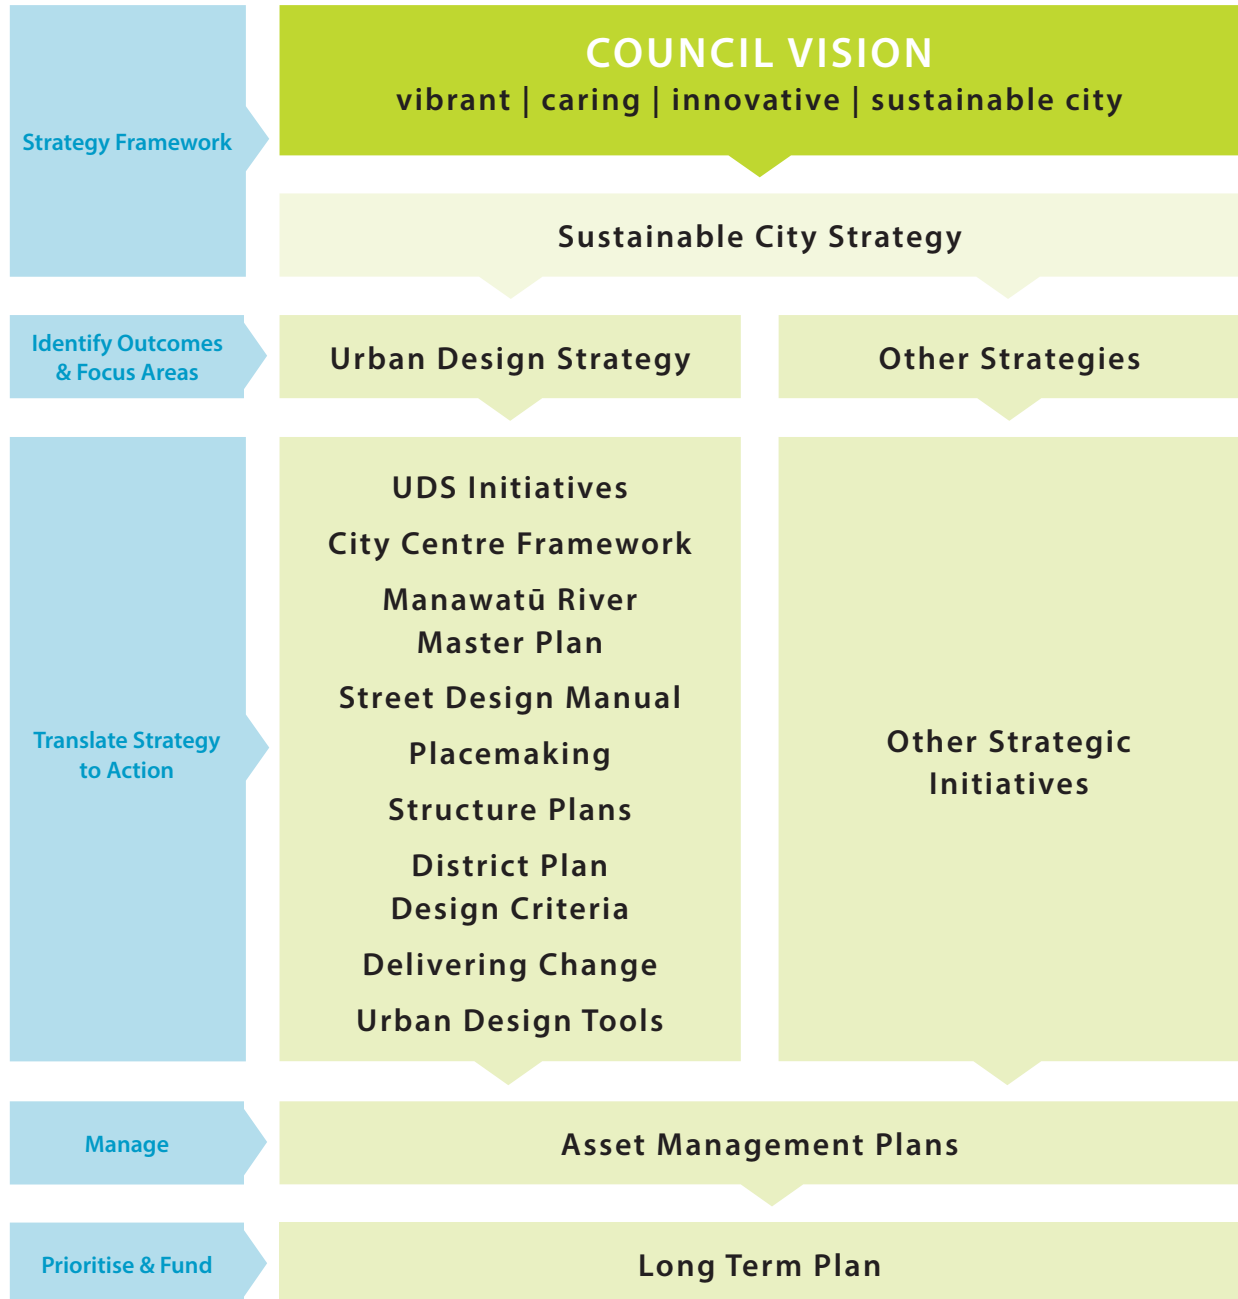 COUNCIL VISION
vibrant | caring | innovative | sustainable city
Strategy Framework
Sustainable City Strategy
Identify Outcomes
& Focus Areas
Urban Design Strategy
Other Strategies
UDS Initiatives
City Centre Framework
Manawatū River
Master Plan
Street Design Manual
Placemaking
Structure Plans
District Plan
Design Criteria
Delivering Change
Urban Design Tools
Translate Strategy
to Action
Other Strategic
Initiatives
Manage
Asset Management Plans
Prioritise & Fund
Long Term Plan